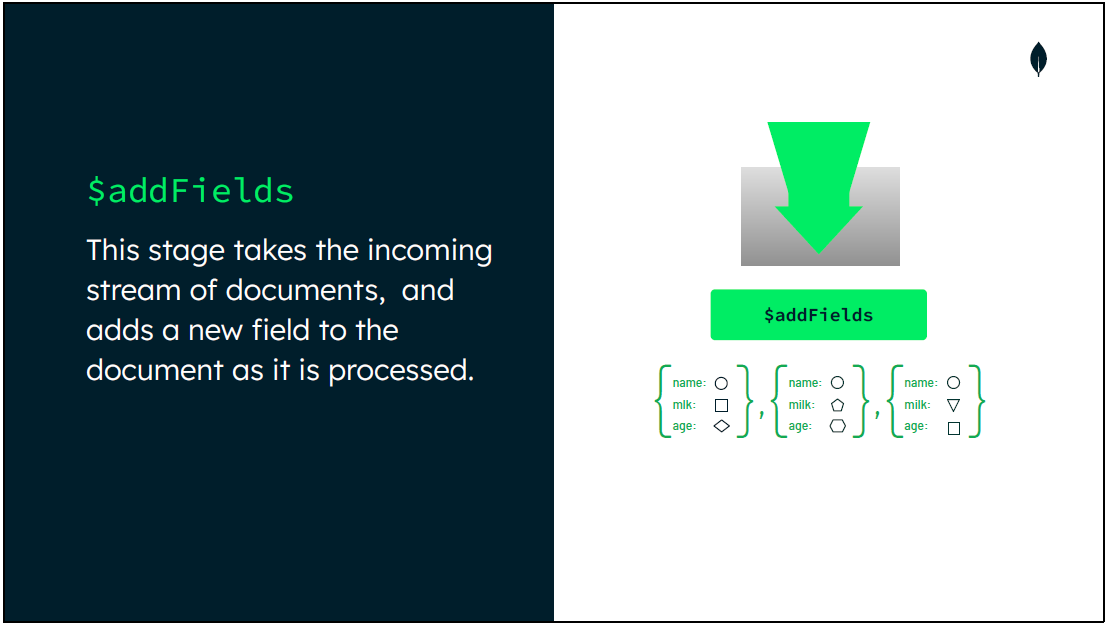 $addFields
This stage takes the incoming
stream of documents,  and
adds a new field to the
document as it is processed.
$addFields
name:
mlk:
age:
,
name:
milk:
age:
,
name:
milk:
age: